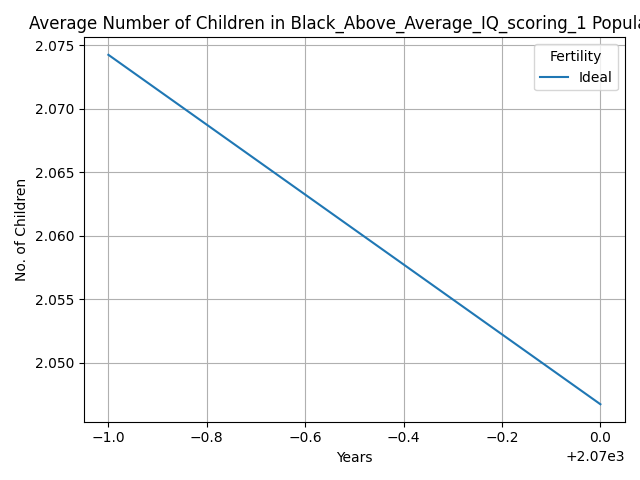 Average Number of Children in Black_Above_Average_IQ_scoring_1 Popula
Fertility
Ideal
2.075
2.070
2.065
2.060
2.055
2.050
No. of Children
−1.0 −0.8 −0.6 −0.4 −0.2 0.0
Years +2.07e3